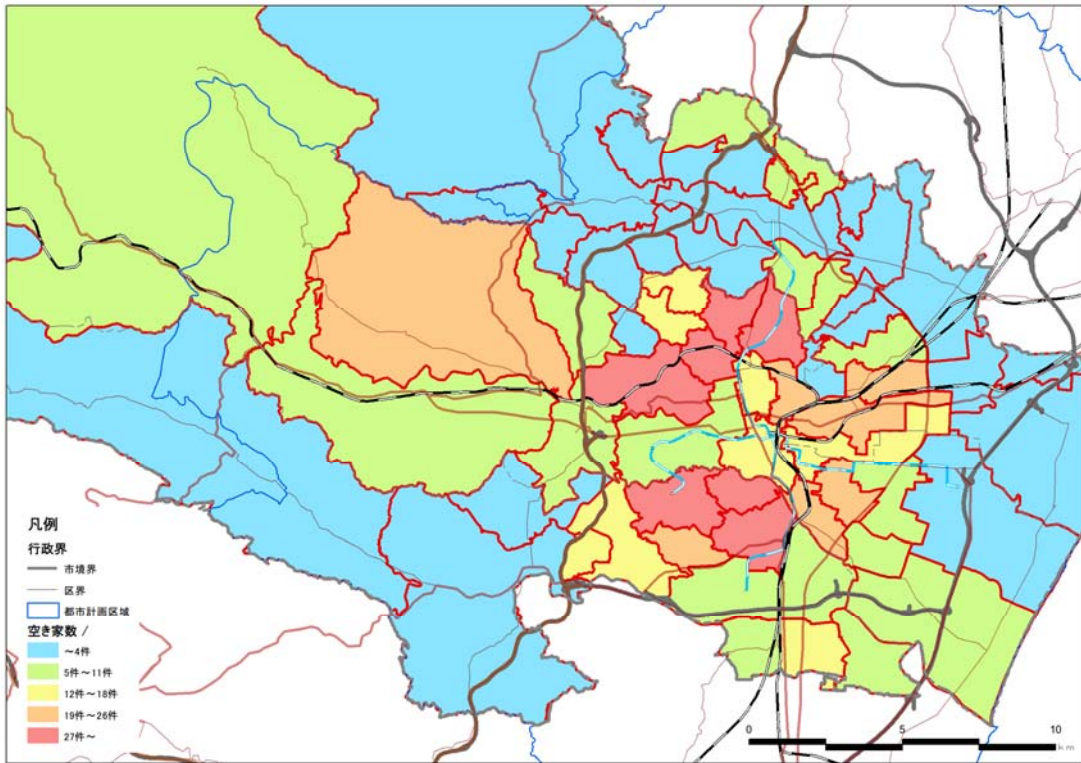 凡例
行政界
市境界
区界
都市計画区域
空き家数 /
～4件
5件～11件
12件～18件
19件～26件
27件～
0 5 10
km